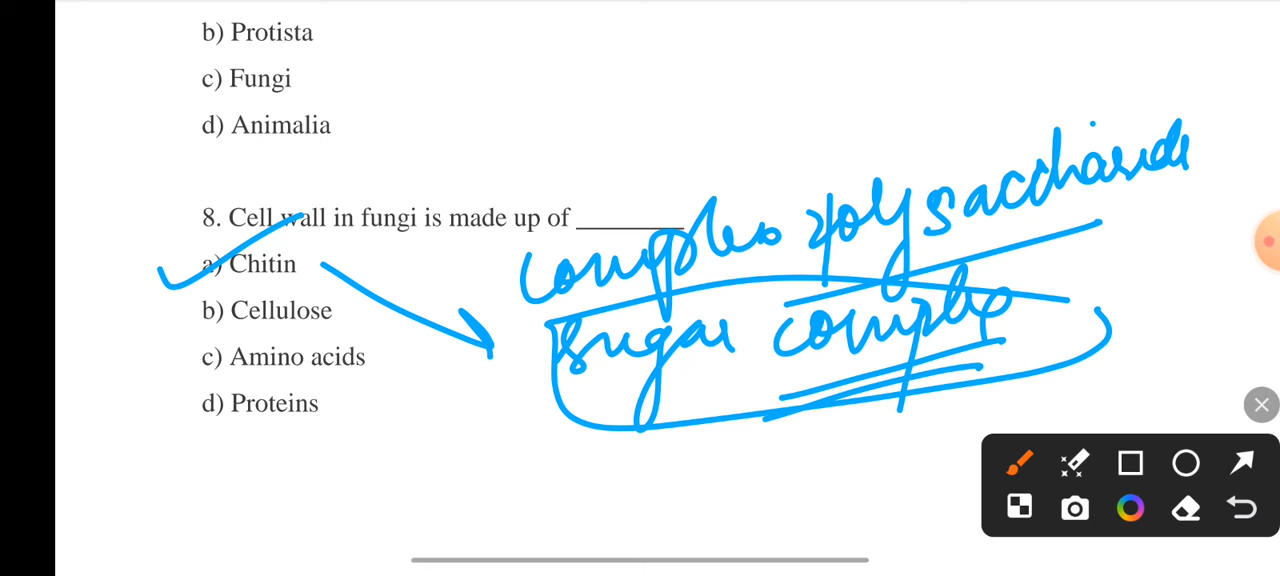 b) Protista
c) Fungi
d) Animalia
8. Cell wall in fungi is made up of ________
a) Chitin
b) Cellulose
c) Amino acids
d) Proteins
complex polysaccharide
sugar complex